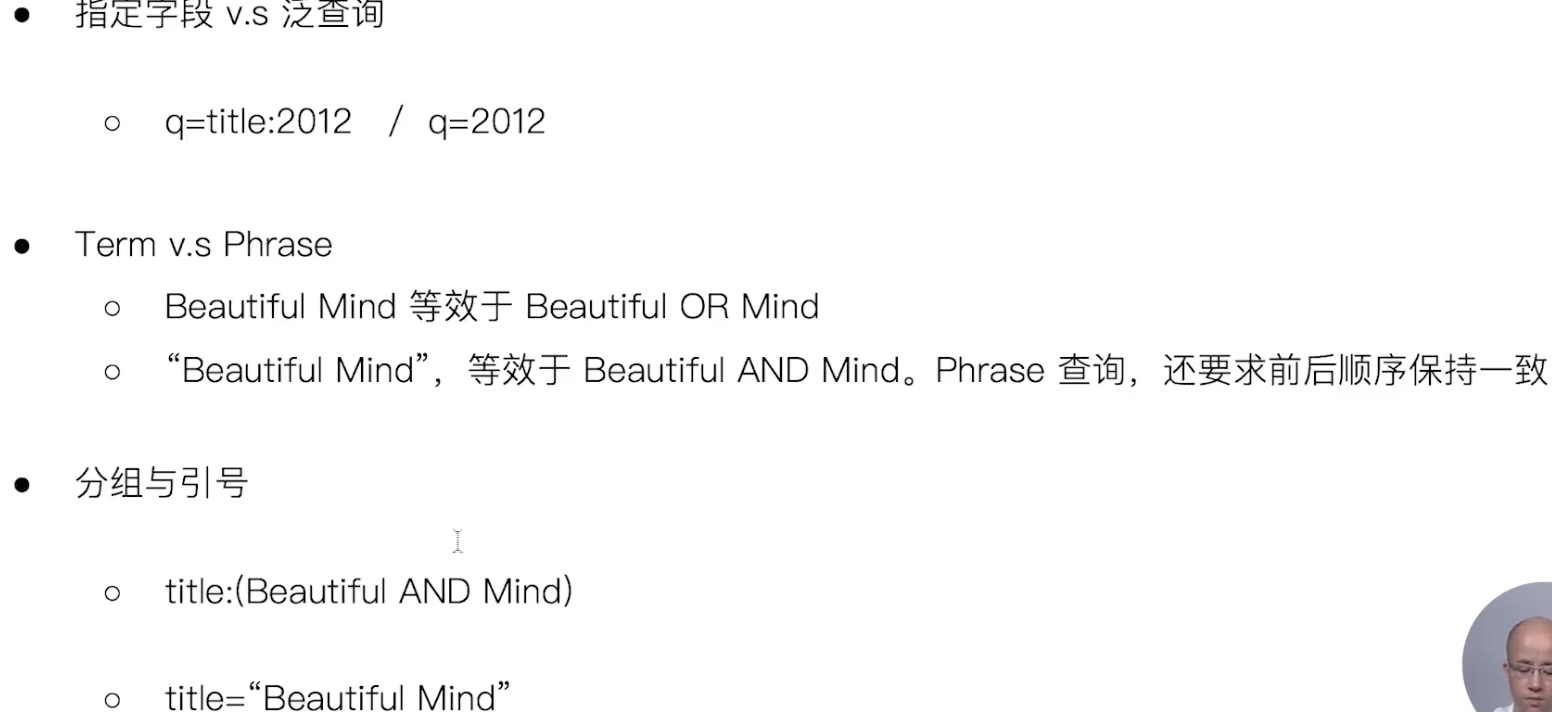 ● 指定字段 v.s 泛查询
○ q=title:2012 / q=2012
● Term v.s Phrase
○ Beautiful Mind 等效于 Beautiful OR Mind
○ “Beautiful Mind”，等效于 Beautiful AND Mind。Phrase 查询，还要求前后顺序保持一致
● 分组与引号
○ title:(Beautiful AND Mind)
○ title=“Beautiful Mind”